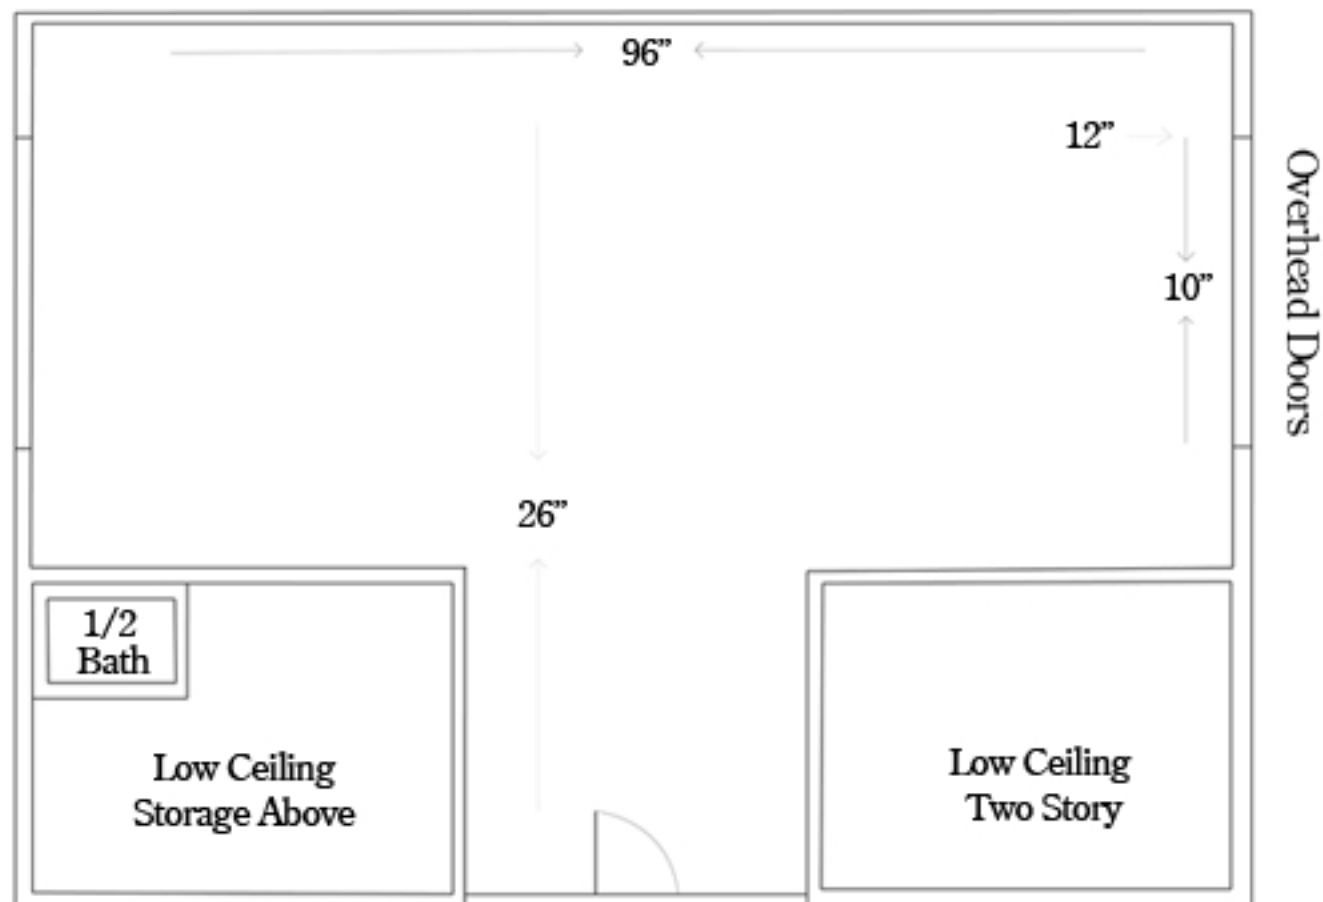 96”
12”
10”
Overhead Doors
26”
1/2
Bath
Low Ceiling
Storage Above
Low Ceiling
Two Story